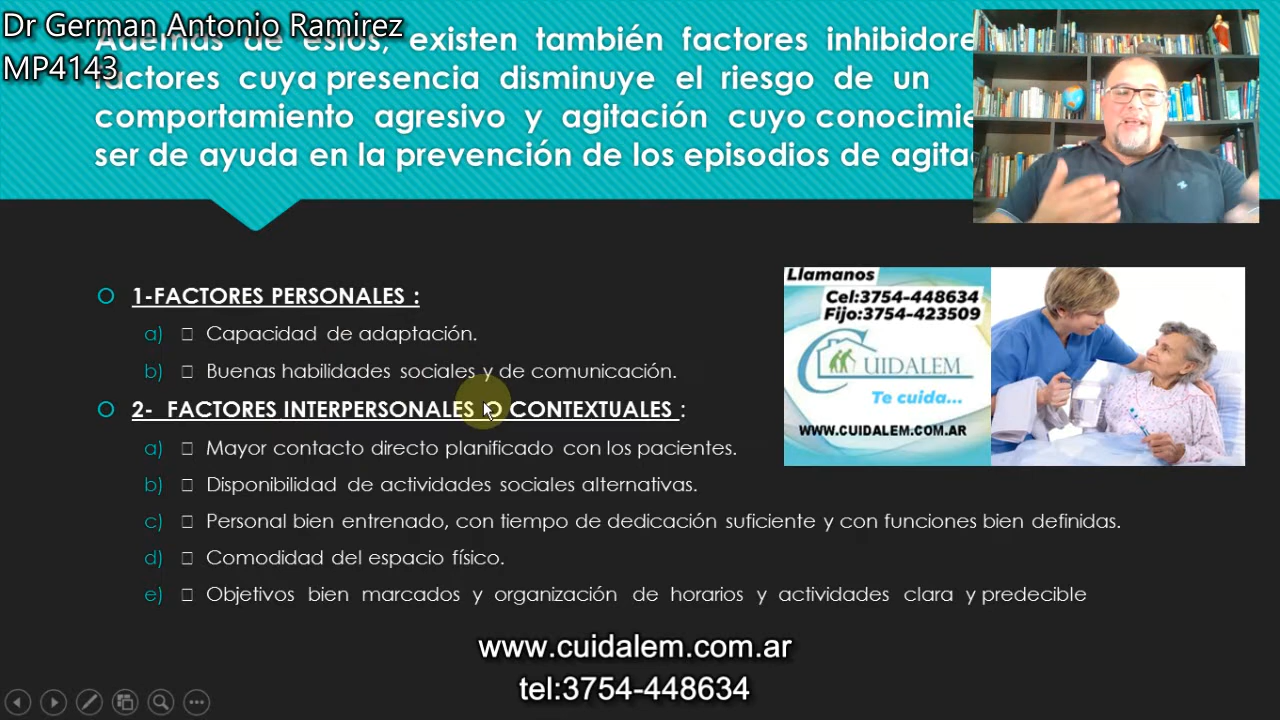 Dr German Antonio Ramirez
MP4143
Además de estos, existen también factores
factores cuya presencia disminuye el riesgo de un
comportamiento agresivo y agitación cuyo
ser de ayuda en la prevención de los episodios de
1-FACTORES PERSONALES :
a) Capacidad de adaptación.
b) Buenas habilidades sociales y de comunicación.
2- FACTORES INTERPERSONALES O CONTEXTUALES :
a) Mayor contacto directo planificado con los pacientes.
b) Disponibilidad de actividades sociales alternativas.
c) Personal bien entrenado, con tiempo de dedicación suficiente y con funciones bien definidas.
d) Comodidad del espacio físico.
e) Objetivos bien marcados y organización de horarios y actividades clara y predecible
Llamanos
Cel:3754-448634
Fijo:3754-423509
CUIDALEM
Te cuida...
WWW.CUIDALEM.COM.AR
www.cuidalem.com.ar
tel:3754-448634